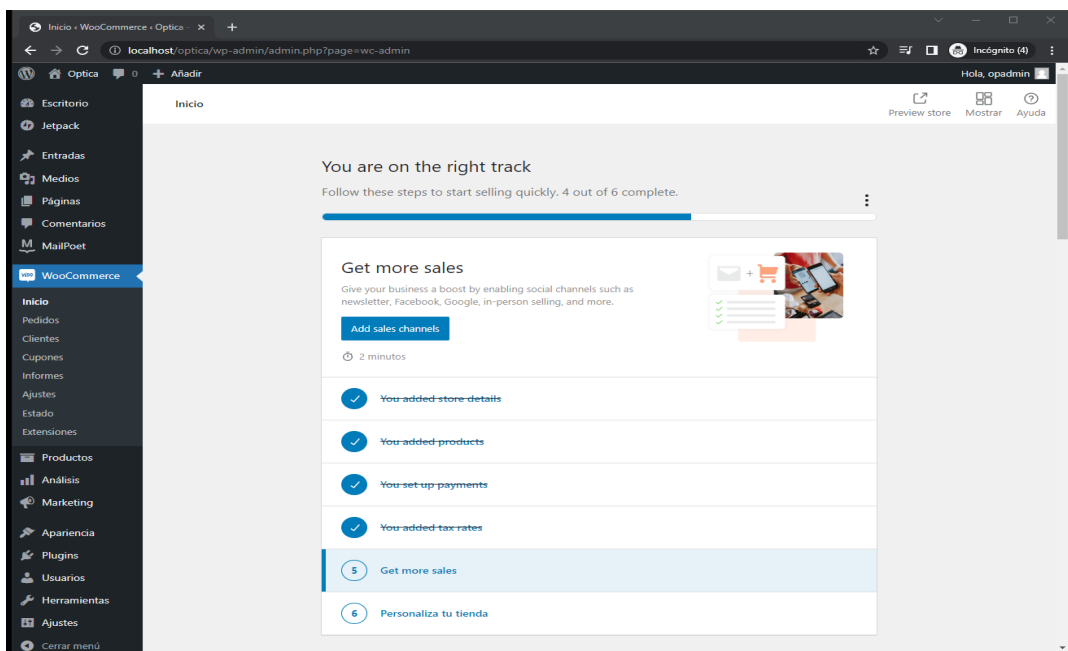 Inicio ‹ WooCommerce ‹ Optica –
localhost/optica/wp-admin/admin.php?page=wc-admin
Incógnito (4)
Optica
0
Añadir
Hola, opadmin
Escritorio
Jetpack
Entradas
Medios
Páginas
Comentarios
MailPoet
WooCommerce
Inicio
Pedidos
Clientes
Cupones
Informes
Ajustes
Estado
Extensiones
Productos
Análisis
Marketing
Apariencia
Plugins
Usuarios
Herramientas
Ajustes
Cerrar menú
Inicio
Preview store
Mostrar
Ayuda
You are on the right track
Follow these steps to start selling quickly. 4 out of 6 complete.
Get more sales
Give your business a boost by enabling social channels such as
newsletter, Facebook, Google, in-person selling, and more.
Add sales channels
2 minutos
You added store details
You added products
You set up payments
You added tax rates
5 Get more sales
6 Personaliza tu tienda